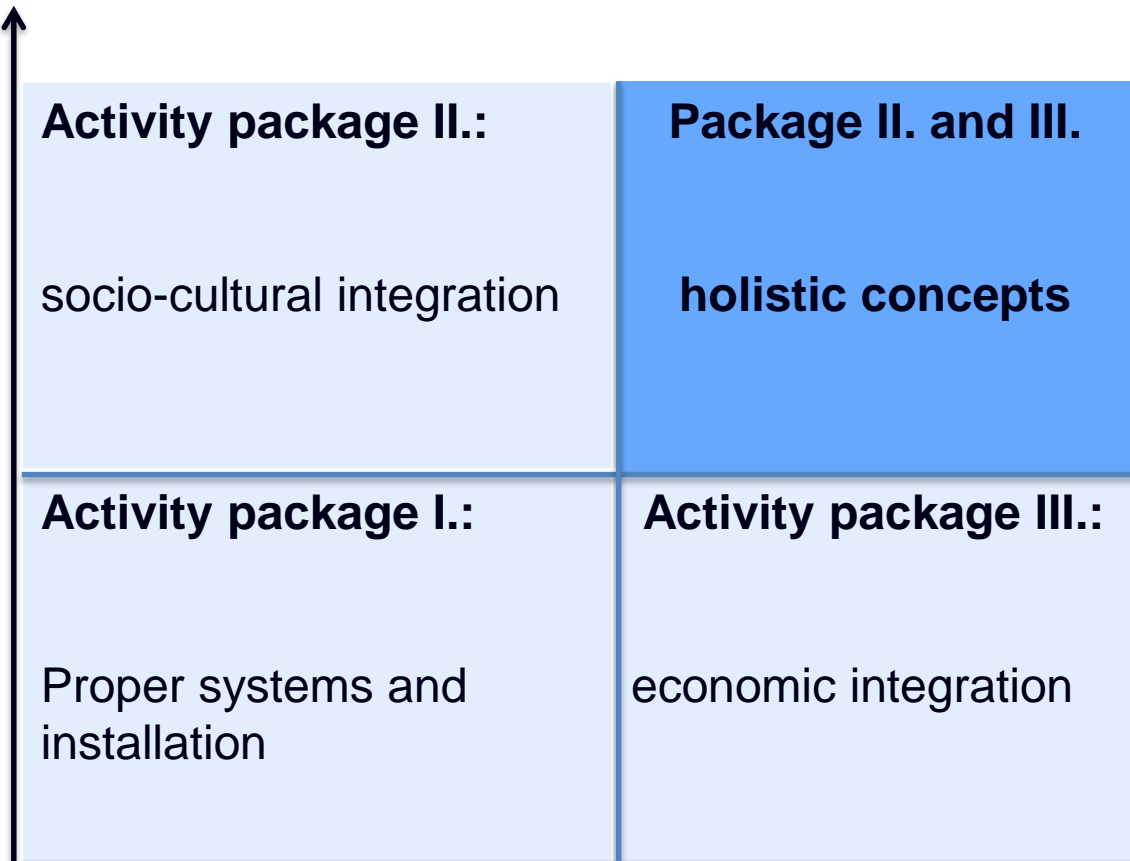 Activity package II.:
socio-cultural integration
Package II. and III.
holistic concepts
Activity package I.:
Proper systems and
installation
Activity package III.:
economic integration